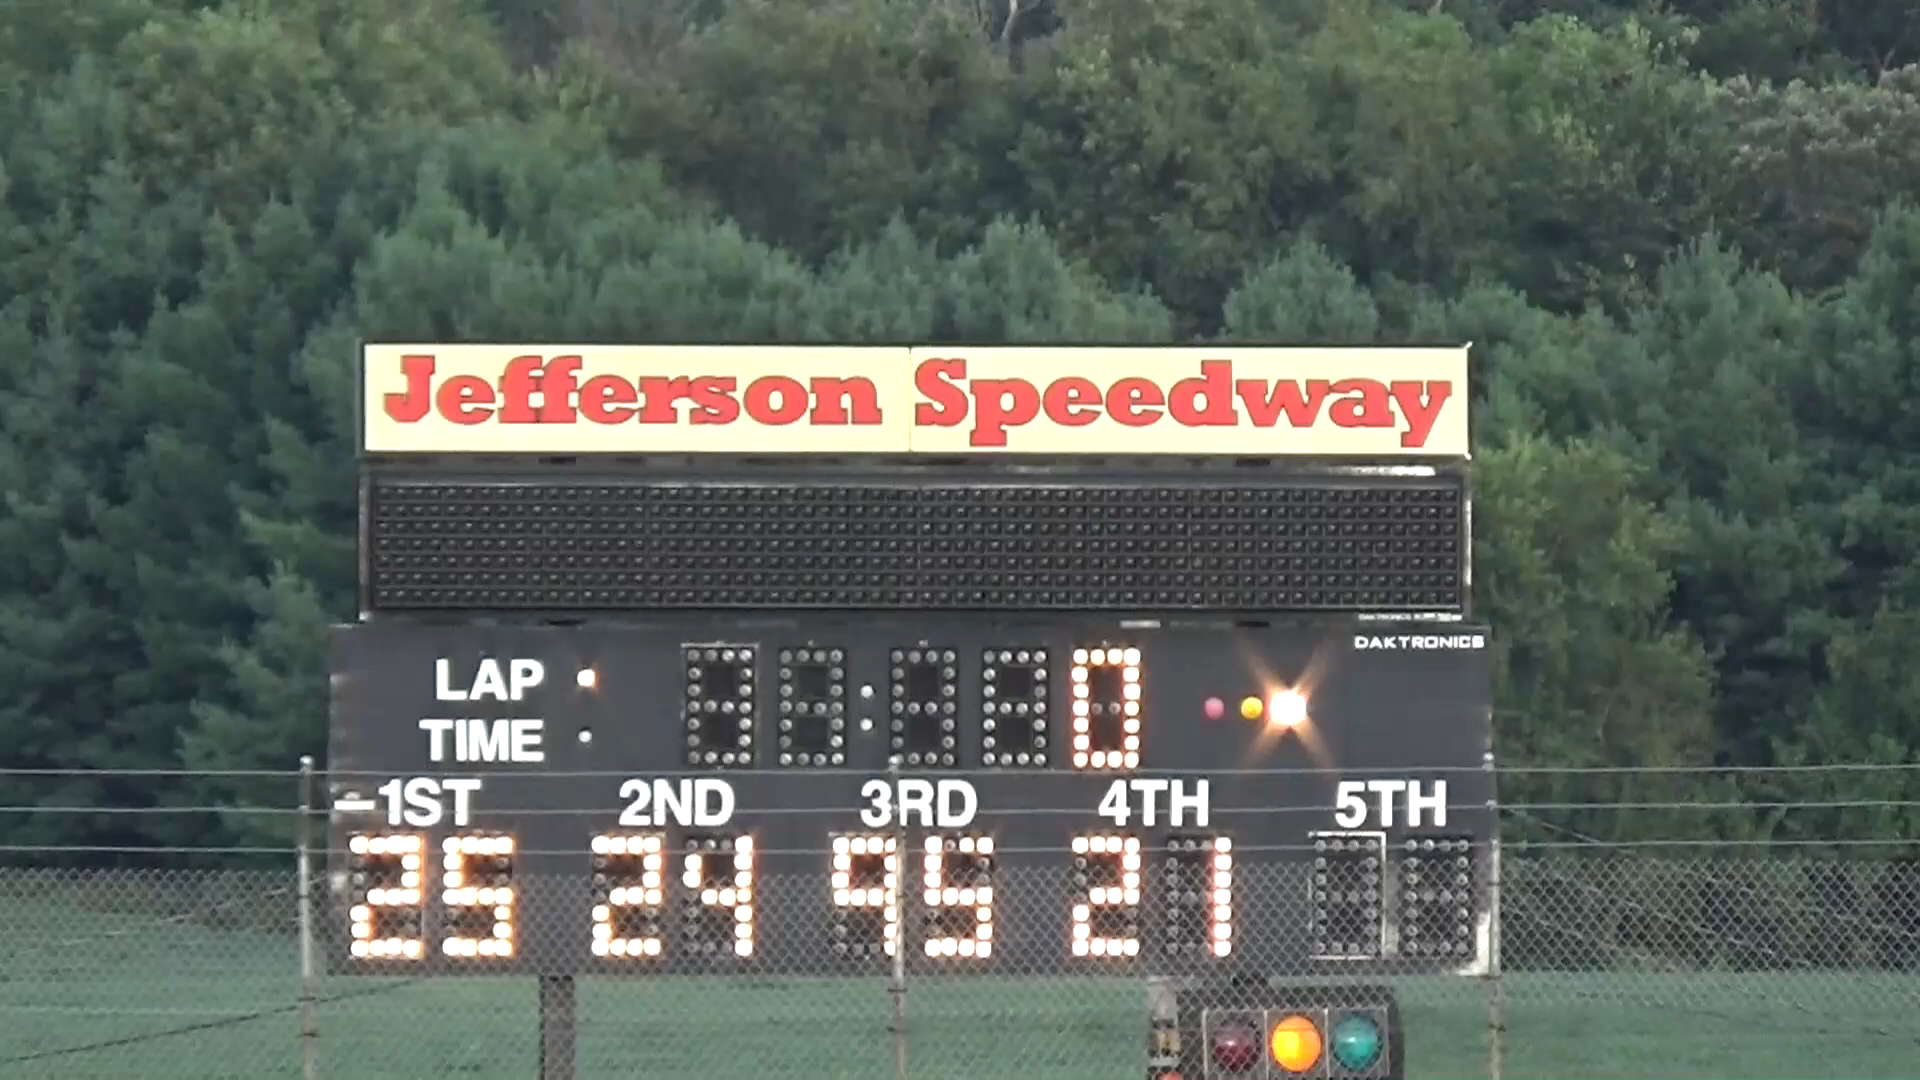 Jefferson Speedway
DAKTRONICS
LAP 0
TIME
1ST 2ND 3RD 4TH 5TH
25 24 95 21